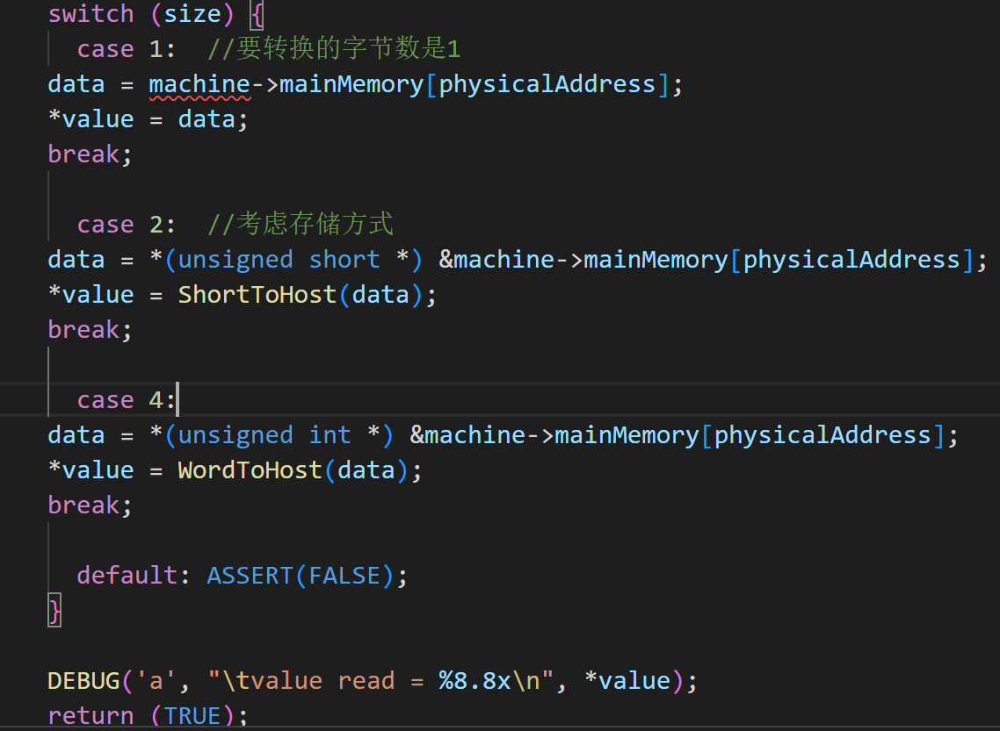 switch (size) {
case 1:  //要转换的字节数是1
data = machine->mainMemory[physicalAddress];
*value = data;
break;
case 2:  //考虑存储方式
data = *(unsigned short *) &machine->mainMemory[physicalAddress];
*value = ShortToHost(data);
break;
case 4:
data = *(unsigned int *) &machine->mainMemory[physicalAddress];
*value = WordToHost(data);
break;
default: ASSERT(FALSE);
}
DEBUG('a', "\tvalue read = %8.8x\n", *value);
return (TRUE);